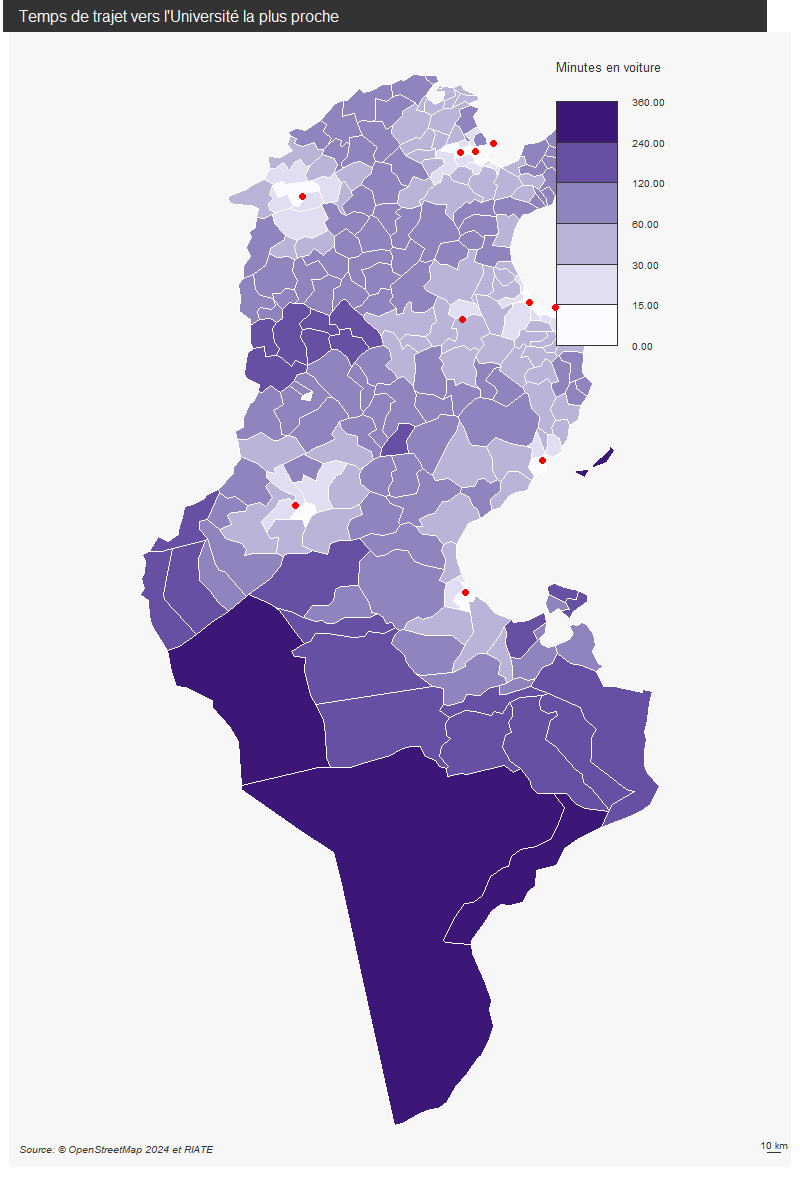 Temps de trajet vers l'Université la plus proche
Minutes en voiture
360.00
240.00
120.00
60.00
30.00
15.00
0.00
Source: © OpenStreetMap 2024 et RIATE
10 km